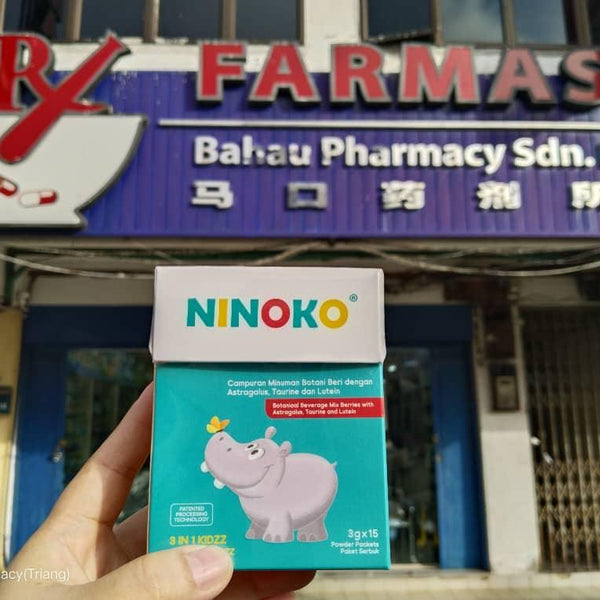 Rx FARMAS
Bahau Pharmacy Sdn.
马口药剂所
NINOKO®
Campuran Minuman Botani Beri dengan
Astragalus, Taurine dan Lutein
Botanical Beverage Mix Berries with
Astragalus, Taurine and Lutein
PATENTED
PROCESSING
TECHNOLOGY
3g x 15
Powder Packets
Paket Serbuk
3 IN 1 KIDZZ
acy(Triang)